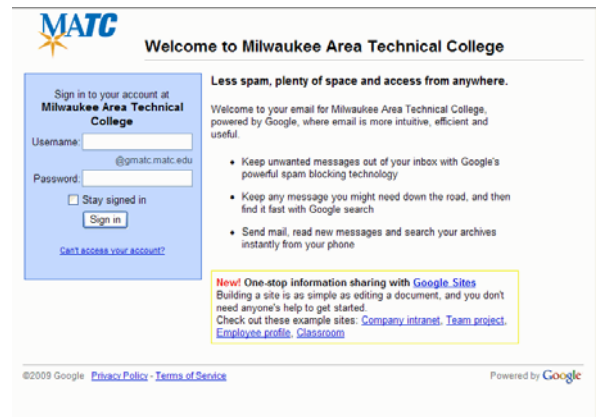 MATC
Welcome to Milwaukee Area Technical College
Sign in to your account at
Milwaukee Area Technical
College
Username:
@gmatc.matc.edu
Password:
Stay signed in
Sign in
Can't access your account?
Less spam, plenty of space and access from anywhere.
Welcome to your email for Milwaukee Area Technical College,
powered by Google, where email is more intuitive, efficient and
useful.
• Keep unwanted messages out of your inbox with Google's
powerful spam blocking technology
• Keep any message you might need down the road, and then
find it fast with Google search
• Send mail, read new messages and search your archives
instantly from your phone
New! One-stop information sharing with Google Sites
Building a site is as simple as editing a document, and you don't
need anyone's help to get started.
Check out these example sites: Company intranet, Team project,
Employee profile, Classroom
©2009 Google Privacy Policy - Terms of Service
Powered by Google